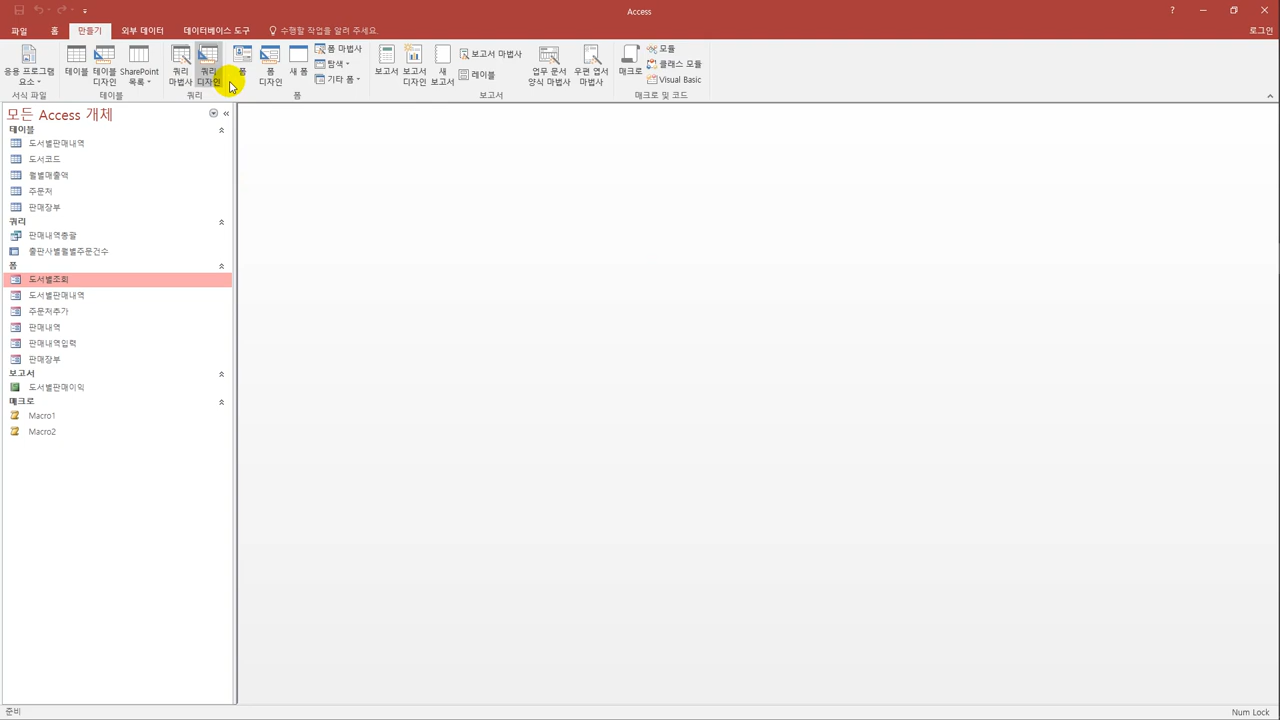 Access
?
파일 홈 만들기 외부 데이터 데이터베이스 도구 수행할 작업을 알려 주세요. 로그인
응용 프로그램 요소
서식 파일
테이블
테이블 디자인
SharePoint 목록
테이블
쿼리 마법사
쿼리 디자인
쿼리
폼
폼 디자인
새 폼
폼 마법사
탐색
기타 폼
폼
보고서
보고서 디자인
새 보고서
보고서 마법사
레이블
업무 문서 양식 마법사
우편 엽서 마법사
보고서
매크로
모듈
클래스 모듈
Visual Basic
매크로 및 코드
모든 Access 개체
테이블
도서별판매내역
도서코드
월별매출액
주문처
판매장부
쿼리
판매내역총괄
출판사별월별주문건수
폼
도서별조회
도서별판매내역
주문처추가
판매내역
판매내역입력
판매장부
보고서
도서별판매이익
매크로
Macro1
Macro2
준비
Num Lock